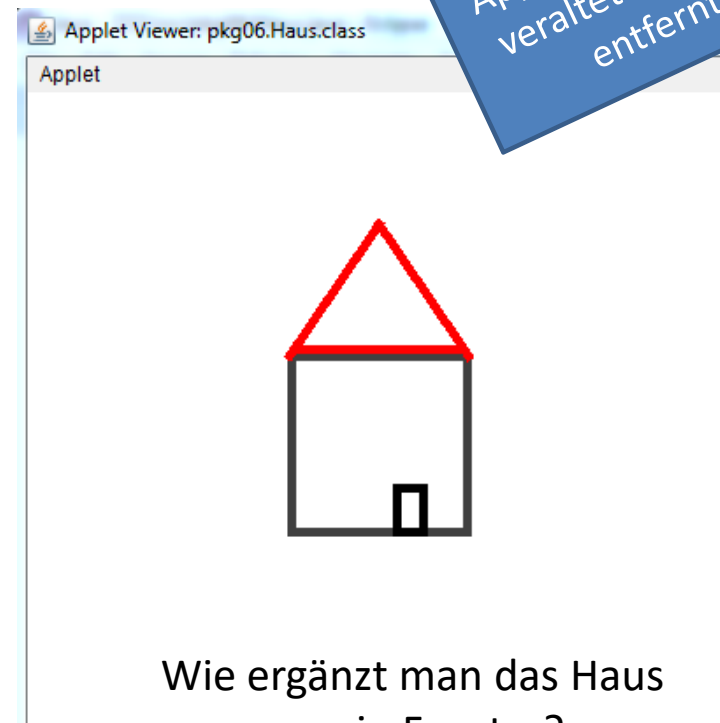 Applet Viewer: pkg06.Haus.class
Applet
veraltet
entfernt
Wie ergänzt man das Haus